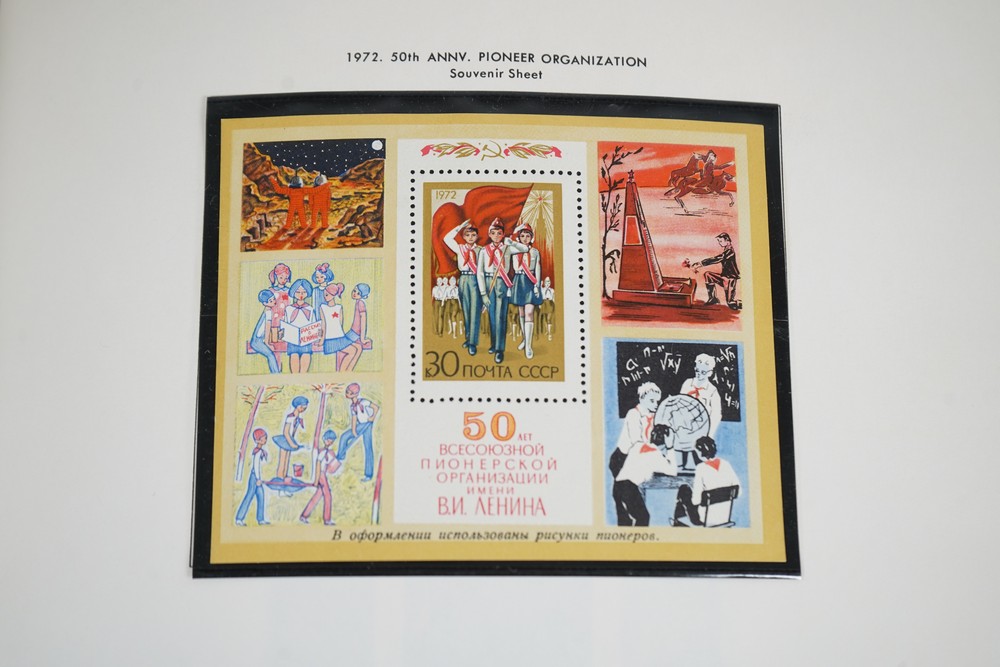 1972. 50th ANNV. PIONEER ORGANIZATION
Souvenir Sheet
1972
30 к ПОЧТА СССР
50 ЛЕТ
ВСЕСОЮЗНОЙ
ПИОНЕРСКОЙ
ОРГАНИЗАЦИИ
ИМЕНИ
В.И. ЛЕНИНА
В оформлении использованы рисунки пионеров.